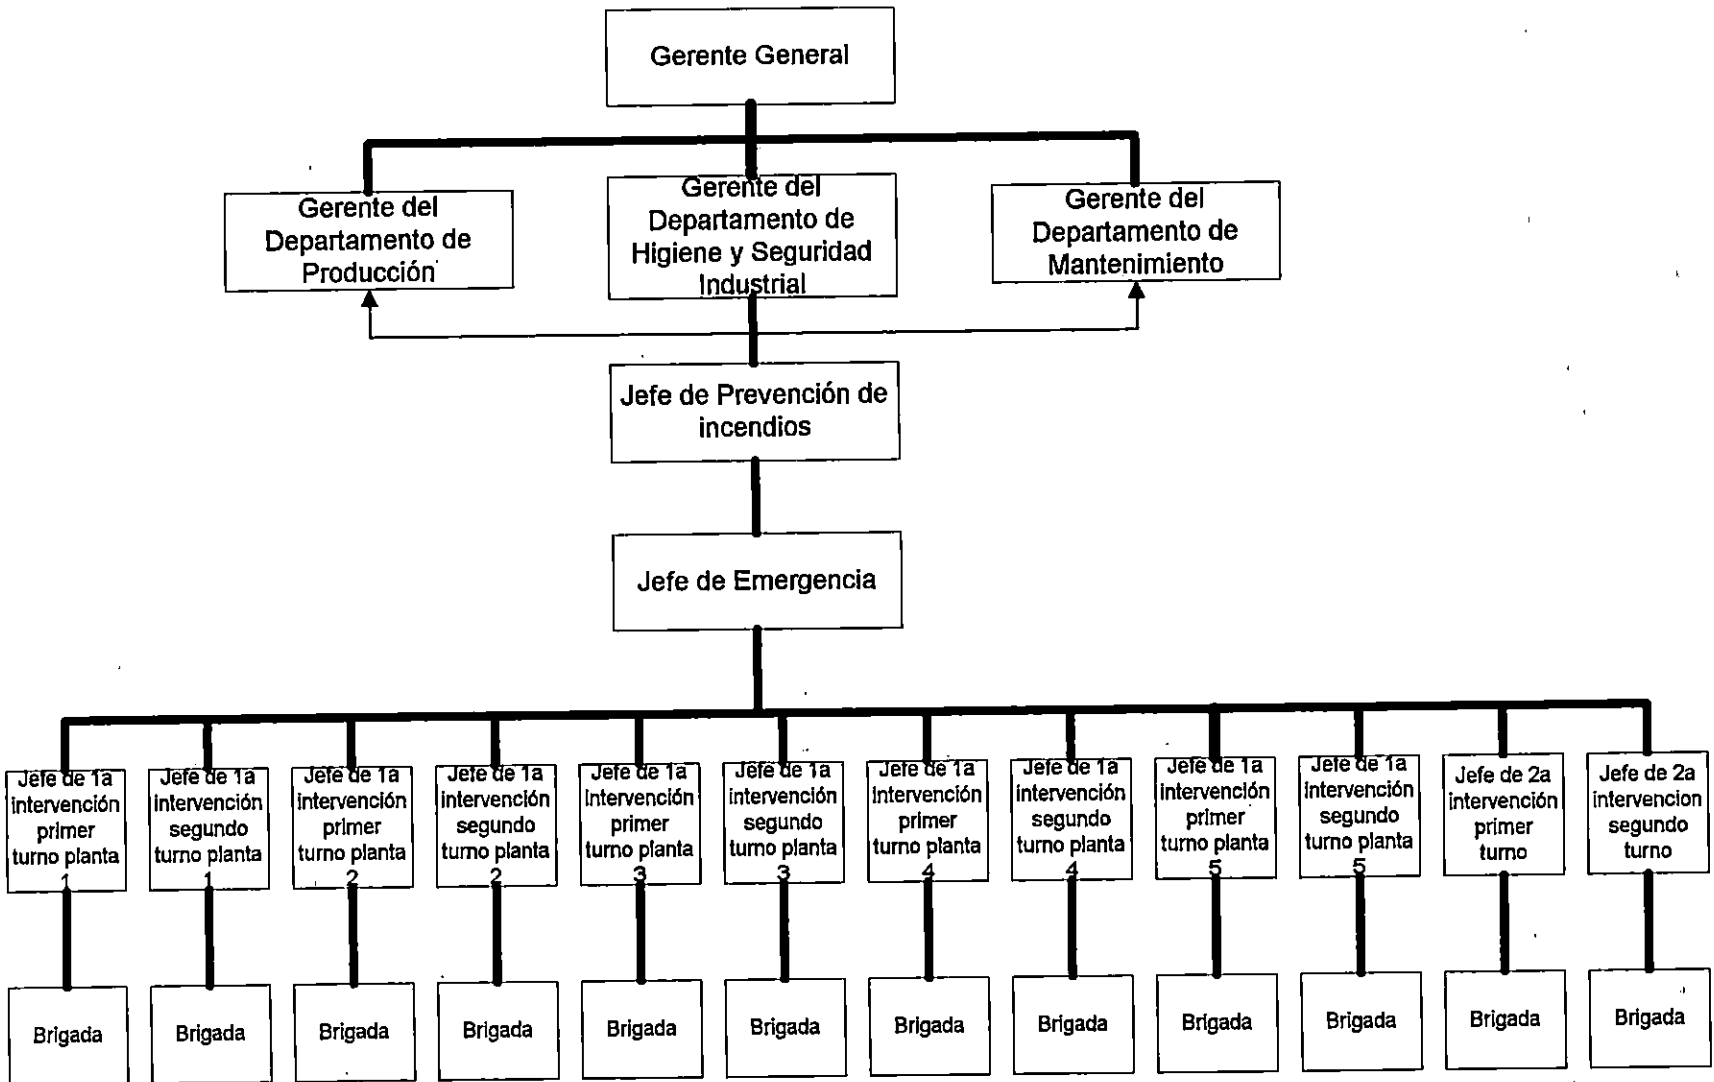 Gerente General
Gerente del
Departamento de
Producción
Gerente del
Departamento de
Higiene y Seguridad
Industrial
Gerente del
Departamento de
Mantenimiento
Jefe de Prevención de
incendios
Jefe de Emergencia
Jefe de 1a
intervención
primer
turno planta
1
Jefe de 1a
intervención
segundo
turno planta
1
Jefe de 1a
intervención
primer
turno planta
2
Jefe de 1a
intervención
segundo
turno planta
2
Jefe de 1a
intervención
primer
turno planta
3
Jefe de 1a
intervención
segundo
turno planta
3
Jefe de 1a
intervención
primer
turno planta
4
Jefe de 1a
intervención
segundo
turno planta
4
Jefe de 1a
intervención
primer
turno planta
5
Jefe de 1a
intervención
segundo
turno planta
5
Jefe de 2a
intervención
primer
turno
Jefe de 2a
intervencion
segundo
turno
Brigada
Brigada
Brigada
Brigada
Brigada
Brigada
Brigada
Brigada
Brigada
Brigada
Brigada
Brigada